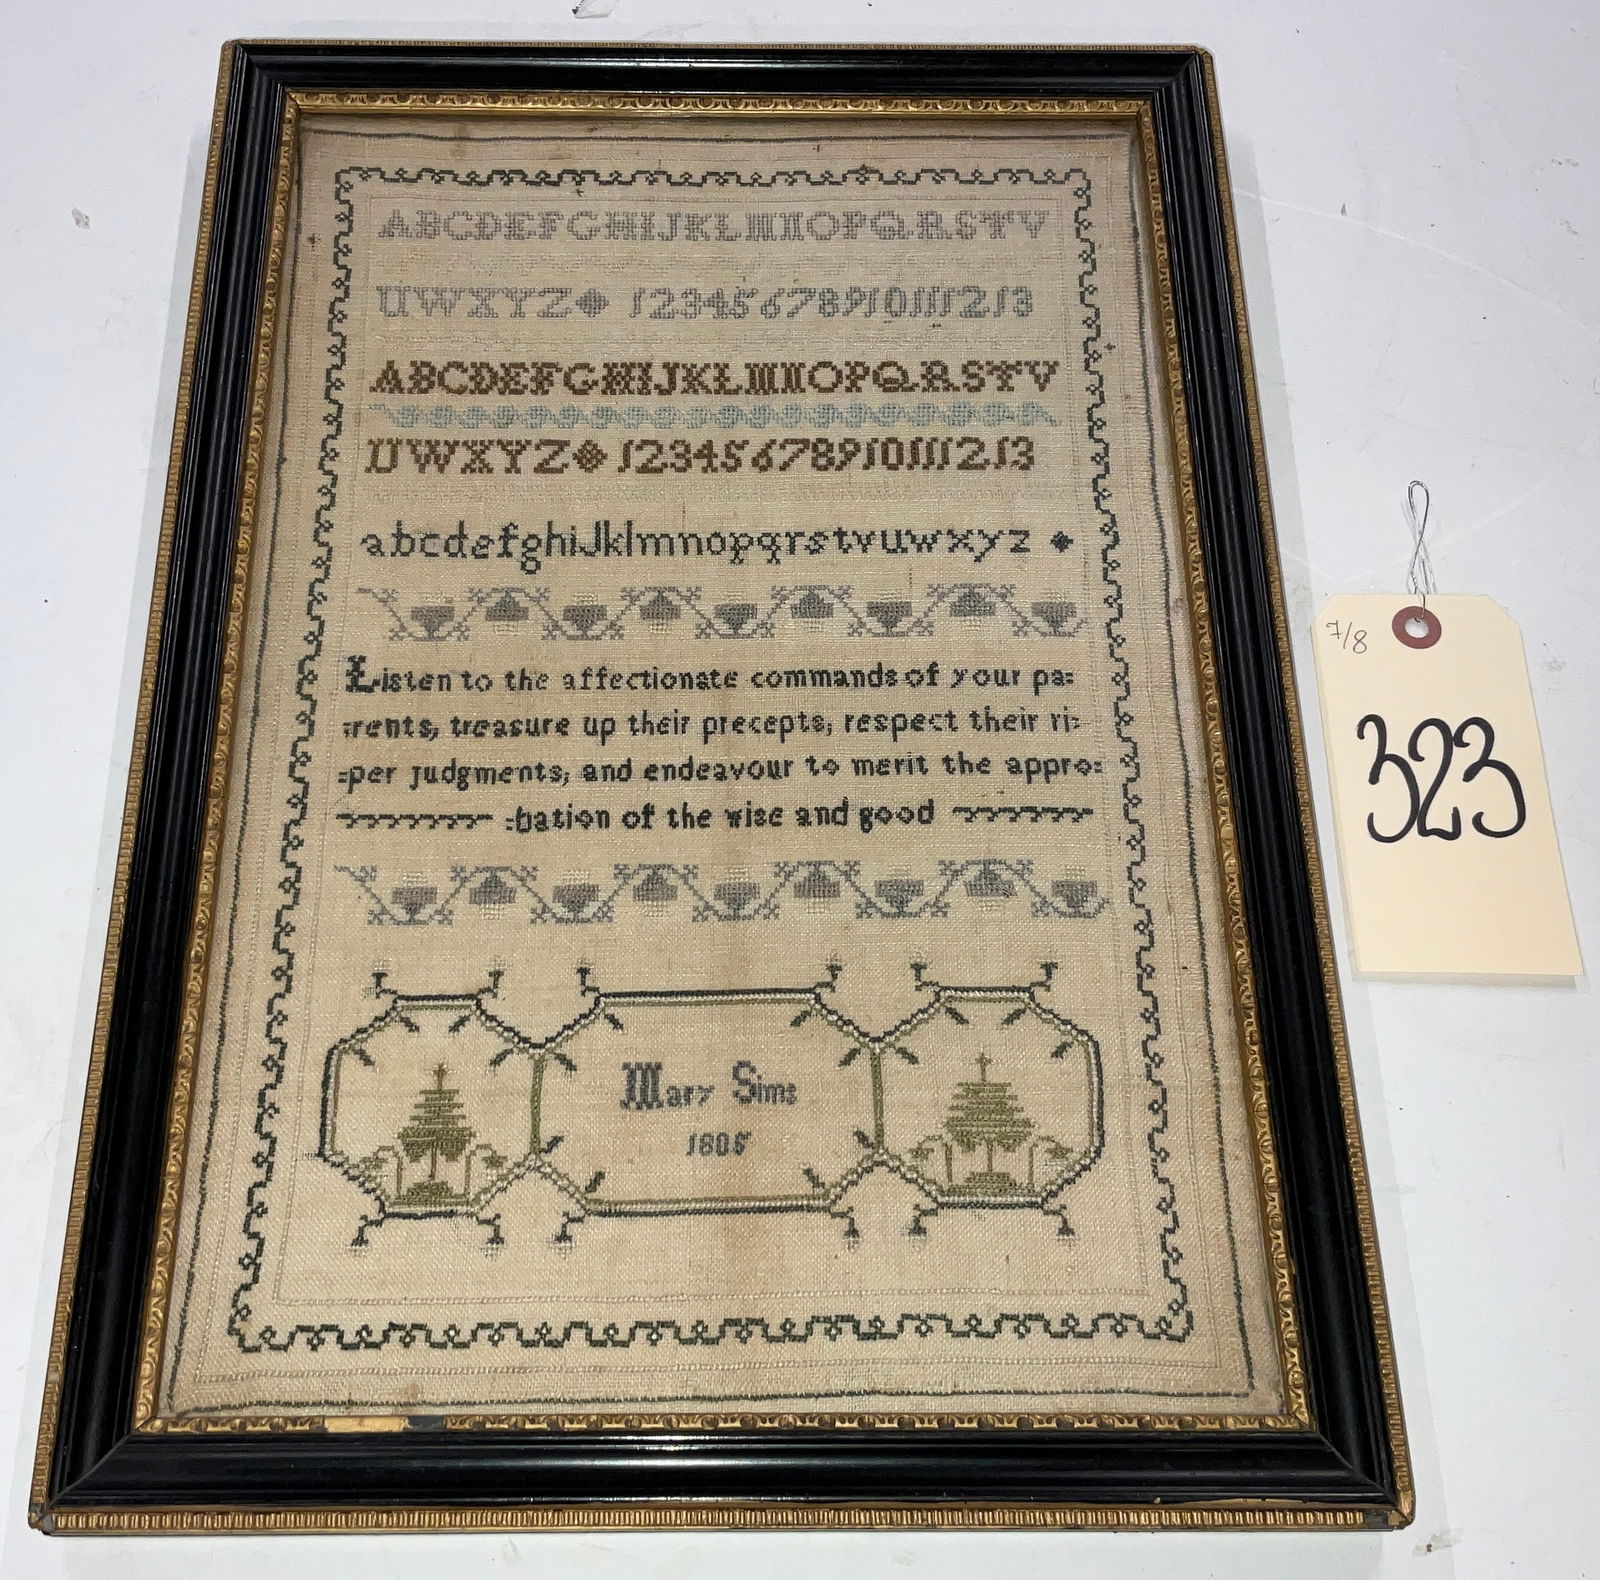 ABCDEFGHIJKLMNOPQRSTV
UWXYZ 12345678910111213
ABCDEFGHIJKLMNOPQRSTV
UWXYZ 12345678910111213
abcdefghiJklmnopqrstvuwxyz
Listen to the affectionate commands of your pa=
=rents, treasure up their precepts, respect their ri=
=per judgments, and endeavour to merit the appro=
=bation of the wise and good
Mary Sims
1805
7/8
323